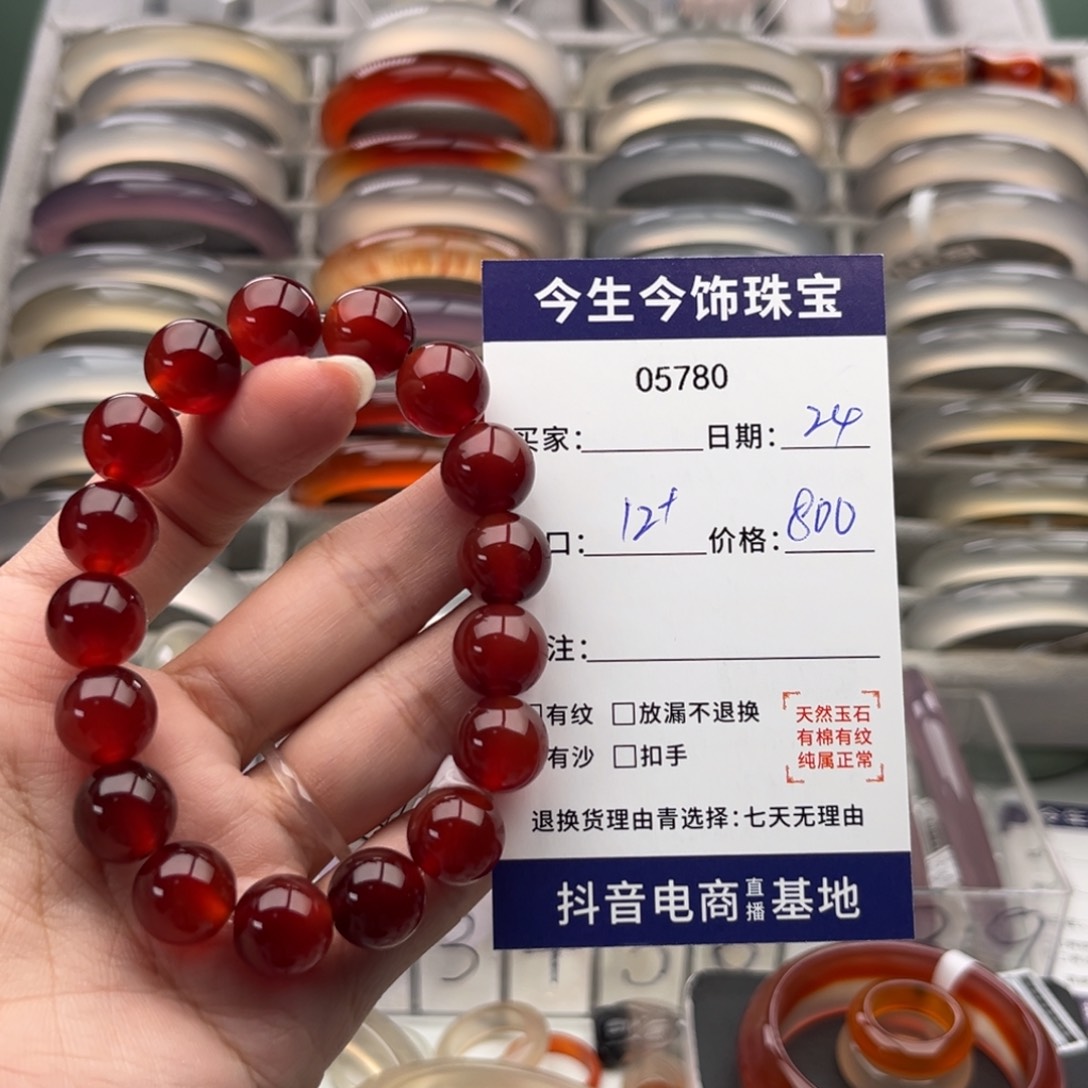 今生今饰珠宝
05780
买家: 日期: 24
口: 12+ 价格: 800
注:
□有纹 □放漏不退换
有沙 □扣手
天然玉石
有棉有纹
纯属正常
退换货理由青选择:七天无理由
抖音电商直播基地